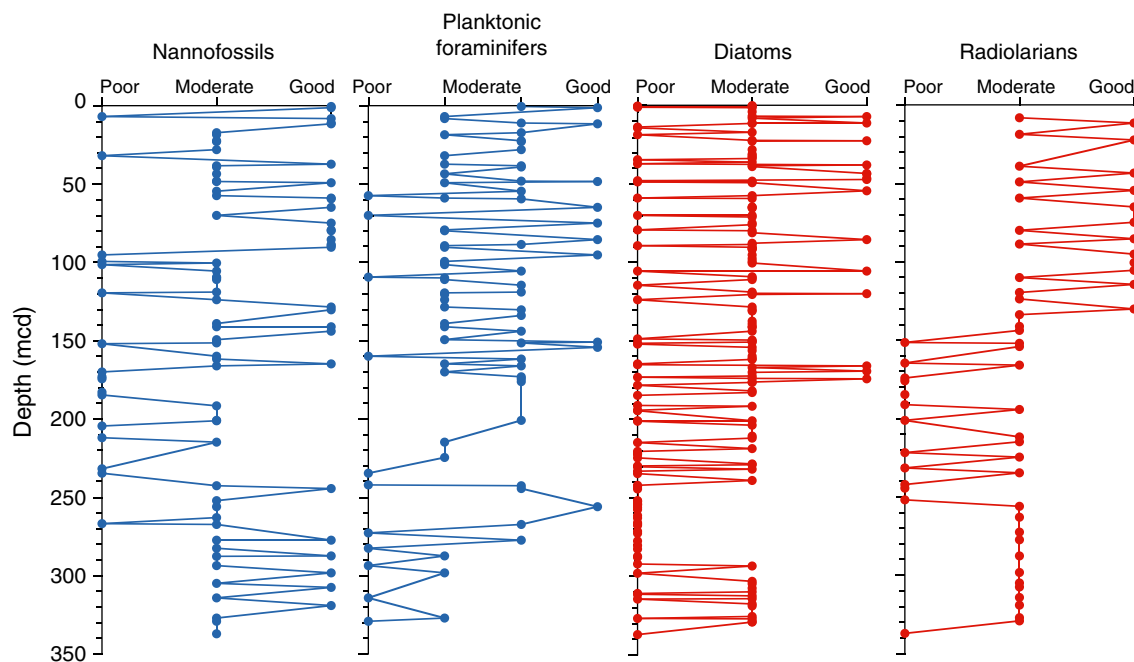 Planktonic
Nannofossils foraminifers Diatoms Radiolarians
Poor Moderate Good Poor Moderate Good Poor Moderate Good Poor Moderate Good
0
50
100
150
200
250
300
350
Depth (mcd)